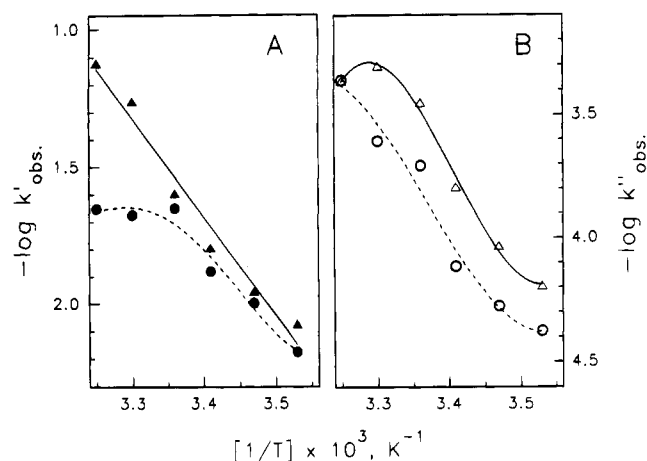 A
B
1.0
1.5
2.0
-log k'obs.
3.5
4.0
4.5
-log k''obs.
3.3 3.4 3.5
3.3 3.4 3.5
[1/T] x 10³, K⁻¹